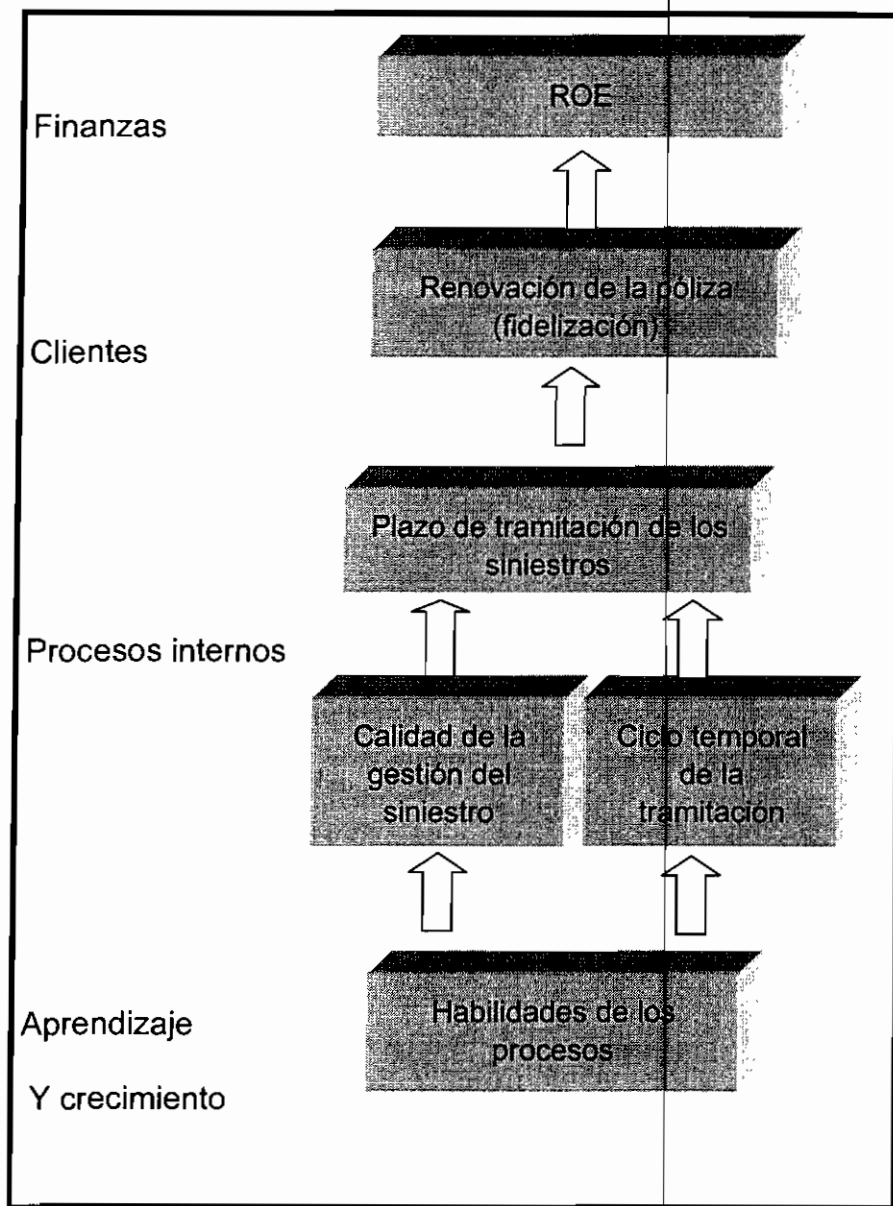 Finanzas
ROE
Clientes
Renovación de la póliza
(fidelización)
Plazo de tramitación de los
siniestros
Procesos internos
Calidad de la
gestión del
siniestro
Ciclo temporal
de la
tramitación
Aprendizaje
Y crecimiento
Habilidades de los
procesos